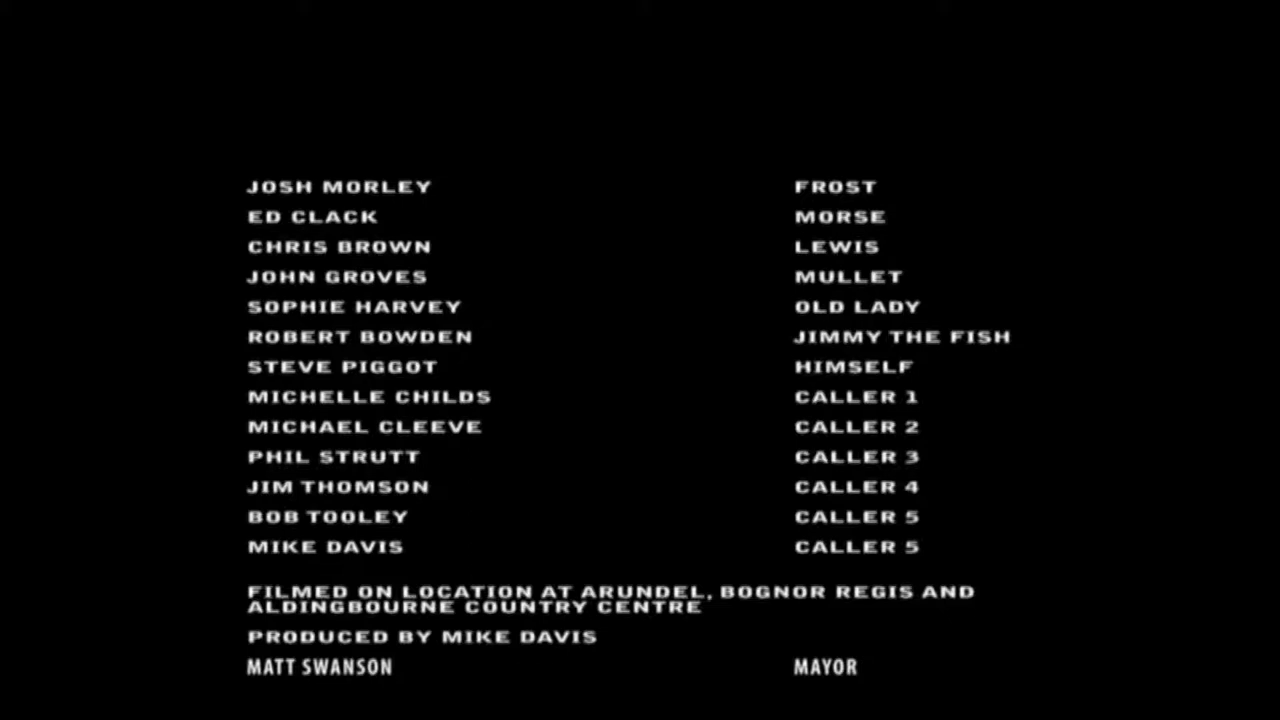 JOSH MORLEY FROST
ED CLACK MORSE
CHRIS BROWN LEWIS
JOHN GROVES MULLET
SOPHIE HARVEY OLD LADY
ROBERT BOWDEN JIMMY THE FISH
STEVE PIGGOT HIMSELF
MICHELLE CHILDS CALLER 1
MICHAEL CLEEVE CALLER 2
PHIL STRUTT CALLER 3
JIM THOMSON CALLER 4
BOB TOOLEY CALLER 5
MIKE DAVIS CALLER 5
FILMED ON LOCATION AT ARUNDEL, BOGNOR REGIS AND
ALDINGBOURNE COUNTRY CENTRE
PRODUCED BY MIKE DAVIS
MATT SWANSON MAYOR